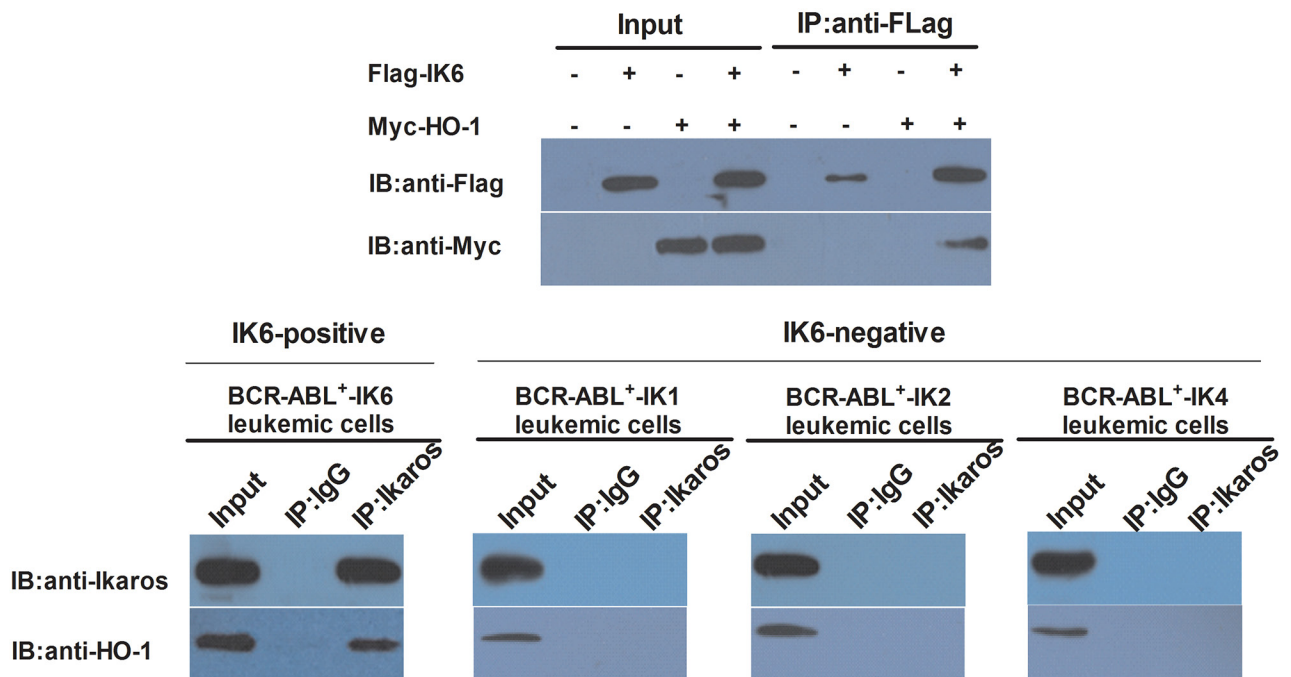 Input IP:anti-FLag
Flag-IK6 - + - + - + - +
Myc-HO-1 - - + + - - + +
IB:anti-Flag
IB:anti-Myc
IK6-positive IK6-negative
BCR-ABL⁺-IK6 BCR-ABL⁺-IK1 BCR-ABL⁺-IK2 BCR-ABL⁺-IK4
leukemic cells leukemic cells leukemic cells leukemic cells
Input IP:IgG IP:Ikaros Input IP:IgG IP:Ikaros Input IP:IgG IP:Ikaros Input IP:IgG IP:Ikaros
IB:anti-Ikaros
IB:anti-HO-1